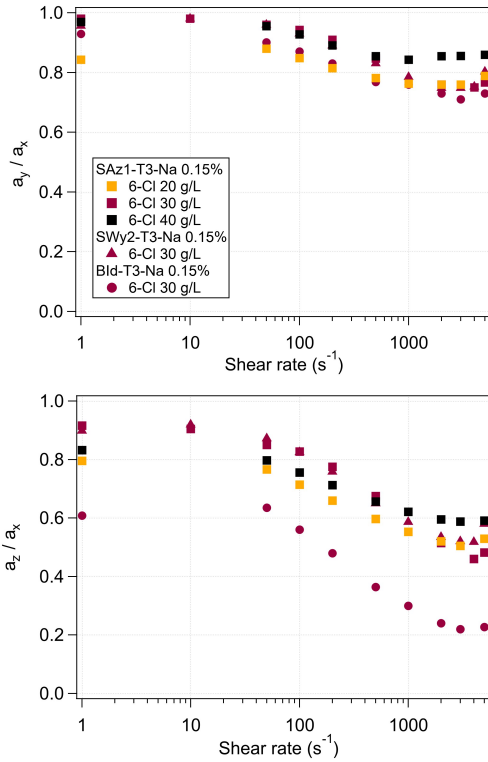 1.0
0.8
0.6
0.4
0.2
0.0
a_y / a_x
SAz1-T3-Na 0.15%
6-Cl 20 g/L
6-Cl 30 g/L
6-Cl 40 g/L
SWy2-T3-Na 0.15%
6-Cl 30 g/L
Bld-T3-Na 0.15%
6-Cl 30 g/L
1 10 100 1000
Shear rate (s⁻¹)
1.0
0.8
0.6
0.4
0.2
0.0
a_z / a_x
1 10 100 1000
Shear rate (s⁻¹)